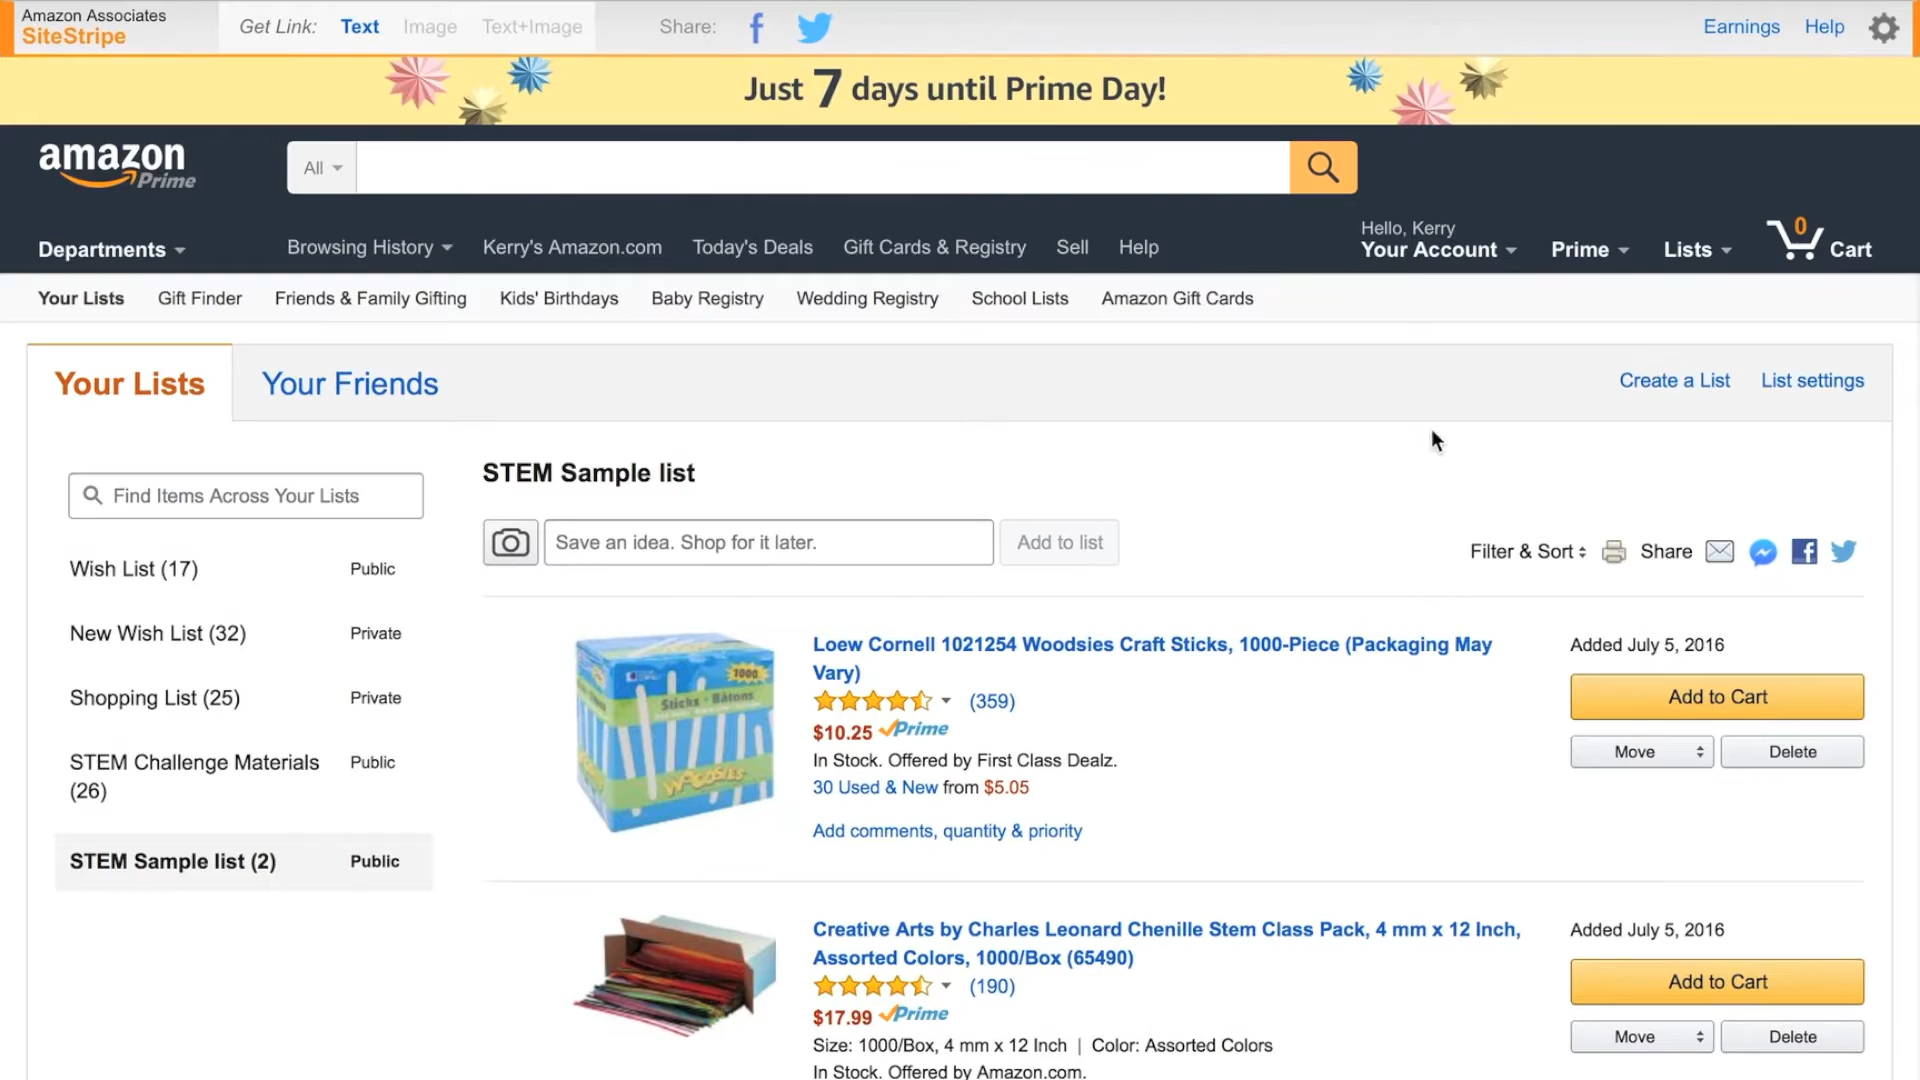 Amazon Associates
SiteStripe
Get Link: Text Image Text+Image
Share:
Earnings Help
Just 7 days until Prime Day!
amazon
Prime
All
Departments
Browsing History Kerry's Amazon.com Today's Deals Gift Cards & Registry Sell Help
Hello, Kerry
Your Account Prime Lists
0
Cart
Your Lists Gift Finder Friends & Family Gifting Kids' Birthdays Baby Registry Wedding Registry School Lists Amazon Gift Cards
Your Lists Your Friends
Create a List List settings
Find Items Across Your Lists
Wish List (17) Public
New Wish List (32) Private
Shopping List (25) Private
STEM Challenge Materials Public
(26)
STEM Sample list (2) Public
STEM Sample list
Save an idea. Shop for it later. Add to list
Filter & Sort Share
1000
Sticks · Bâtons
WOODSIES
Loew Cornell 1021254 Woodsies Craft Sticks, 1000-Piece (Packaging May
Vary)
(359)
$10.25 Prime
In Stock. Offered by First Class Dealz.
30 Used & New from $5.05
Add comments, quantity & priority
Added July 5, 2016
Add to Cart
Move Delete
Creative Arts by Charles Leonard Chenille Stem Class Pack, 4 mm x 12 Inch,
Assorted Colors, 1000/Box (65490)
(190)
$17.99 Prime
Size: 1000/Box, 4 mm x 12 Inch | Color: Assorted Colors
In Stock. Offered by Amazon.com.
Added July 5, 2016
Add to Cart
Move Delete